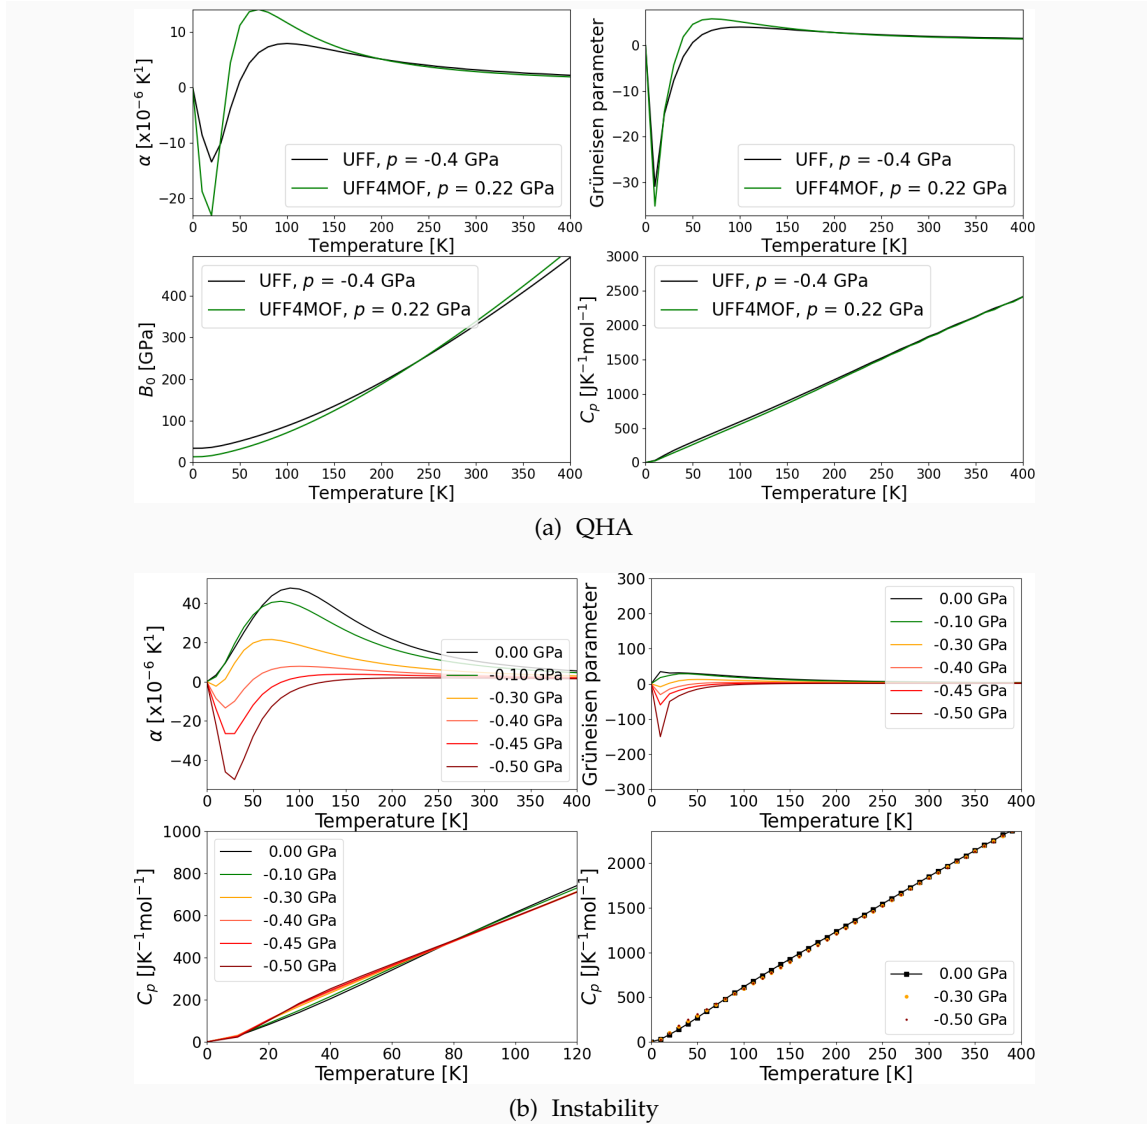 α [x10⁻⁶ K¹]
10
0
−10
−20
UFF, p = -0.4 GPa
UFF4MOF, p = 0.22 GPa
0 50 100 150 200 250 300 350 400
Temperature [K]
Grüneisen parameter
0
−10
−20
−30
UFF, p = -0.4 GPa
UFF4MOF, p = 0.22 GPa
0 50 100 150 200 250 300 350 400
Temperature [K]
B₀ [GPa]
400
300
200
100
0
UFF, p = -0.4 GPa
UFF4MOF, p = 0.22 GPa
0 50 100 150 200 250 300 350 400
Temperature [K]
Cₚ [JK⁻¹mol⁻¹]
3000
2500
2000
1500
1000
500
0
UFF, p = -0.4 GPa
UFF4MOF, p = 0.22 GPa
0 50 100 150 200 250 300 350 400
Temperature [K]
(a) QHA
α [x10⁻⁶ K¹]
40
20
0
−20
−40
0.00 GPa
-0.10 GPa
-0.30 GPa
-0.40 GPa
-0.45 GPa
-0.50 GPa
0 50 100 150 200 250 300 350 400
Temperature [K]
Grüneisen parameter
300
200
100
0
−100
−200
−300
0.00 GPa
-0.10 GPa
-0.30 GPa
-0.40 GPa
-0.45 GPa
-0.50 GPa
0 50 100 150 200 250 300 350 400
Temperature [K]
Cₚ [JK⁻¹mol⁻¹]
1000
800
600
400
200
0
0.00 GPa
-0.10 GPa
-0.30 GPa
-0.40 GPa
-0.45 GPa
-0.50 GPa
0 20 40 60 80 100 120
Temperature [K]
Cₚ [JK⁻¹mol⁻¹]
2000
1500
1000
500
0
0.00 GPa
-0.30 GPa
-0.50 GPa
0 50 100 150 200 250 300 350 400
Temperature [K]
(b) Instability